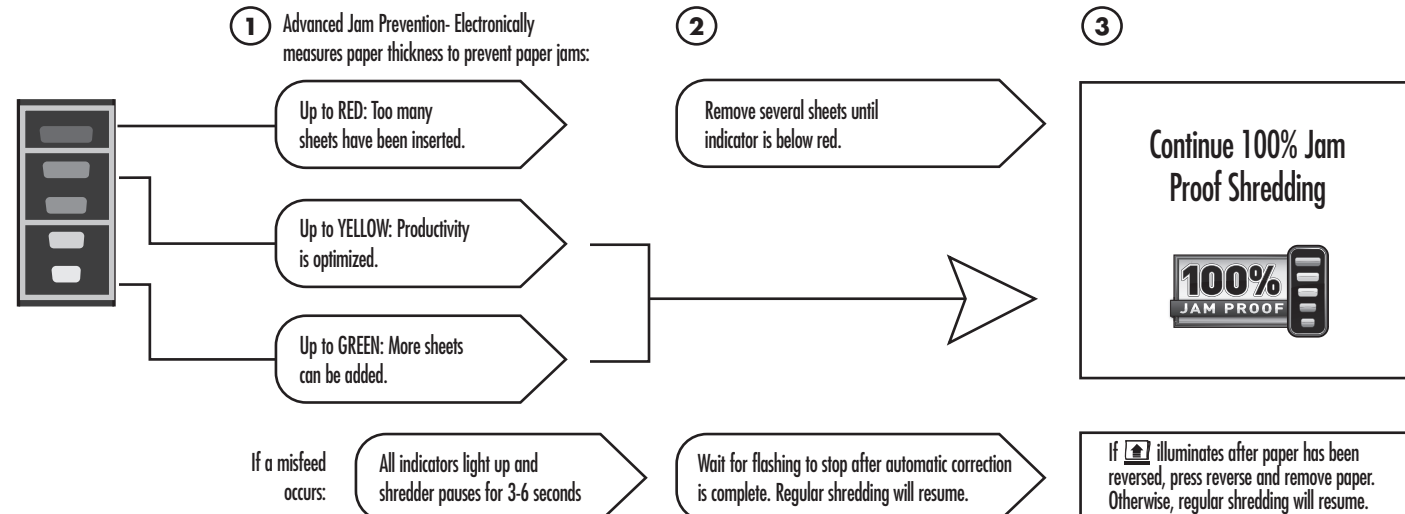 1 Advanced Jam Prevention- Electronically
measures paper thickness to prevent paper jams:
2
3
Up to RED: Too many
sheets have been inserted.
Remove several sheets until
indicator is below red.
Up to YELLOW: Productivity
is optimized.
Up to GREEN: More sheets
can be added.
Continue 100% Jam
Proof Shredding
100%
JAM PROOF
If a misfeed
occurs:
All indicators light up and
shredder pauses for 3-6 seconds
Wait for flashing to stop after automatic correction
is complete. Regular shredding will resume.
If illuminates after paper has been
reversed, press reverse and remove paper.
Otherwise, regular shredding will resume.